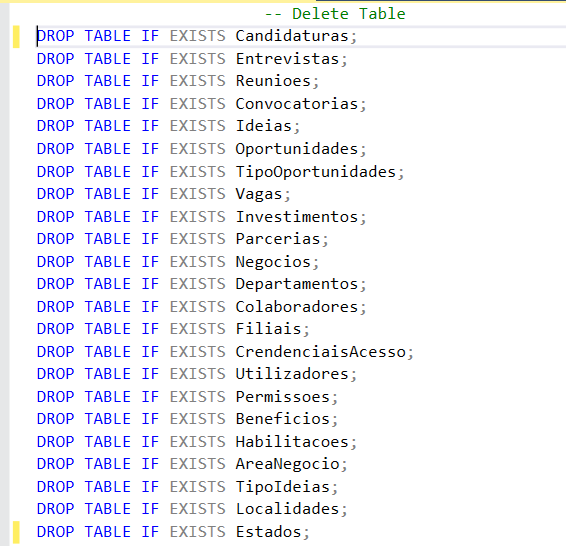 -- Delete Table
DROP TABLE IF EXISTS Candidaturas;
DROP TABLE IF EXISTS Entrevistas;
DROP TABLE IF EXISTS Reunioes;
DROP TABLE IF EXISTS Convocatorias;
DROP TABLE IF EXISTS Ideias;
DROP TABLE IF EXISTS Oportunidades;
DROP TABLE IF EXISTS TipoOportunidades;
DROP TABLE IF EXISTS Vagas;
DROP TABLE IF EXISTS Investimentos;
DROP TABLE IF EXISTS Parcerias;
DROP TABLE IF EXISTS Negocios;
DROP TABLE IF EXISTS Departamentos;
DROP TABLE IF EXISTS Colaboradores;
DROP TABLE IF EXISTS Filiais;
DROP TABLE IF EXISTS CrendenciaisAcesso;
DROP TABLE IF EXISTS Utilizadores;
DROP TABLE IF EXISTS Permissoes;
DROP TABLE IF EXISTS Beneficios;
DROP TABLE IF EXISTS Habilitacoes;
DROP TABLE IF EXISTS AreaNegocio;
DROP TABLE IF EXISTS TipoIdeias;
DROP TABLE IF EXISTS Localidades;
DROP TABLE IF EXISTS Estados;